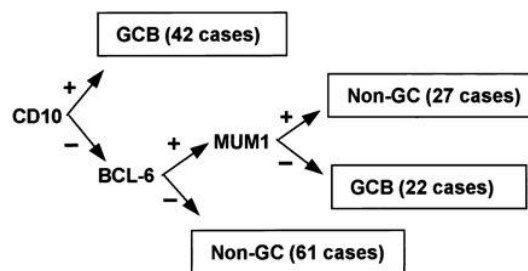 GCB (42 cases)
+
CD10
−
BCL-6
+
−
MUM1
+
−
Non-GC (27 cases)
GCB (22 cases)
Non-GC (61 cases)